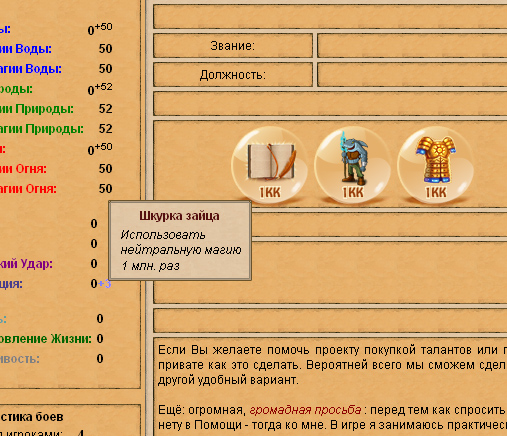 ы: 0+50
ии Воды: 50
агии Воды: 50
роды: 0+52
ии Природы: 52
агии Природы: 52
: 0+50
ии Огня: 50
агии Огня: 50
0
0
кий Удар: 0
ция: 0+3
ь: 0
овление Жизни: 0
ивость: 0
стика боев
игроками: 4
Звание:
Должность:
1КК
1КК
1КК
Шкурка зайца
Использовать
нейтральную магию
1 млн. раз
Если Вы желаете помочь проекту покупкой талантов или п
привате как это сделать. Вероятней всего мы сможем сдел
другой удобный вариант.
Ещё: огромная, громадная просьба : перед тем как спросить
нету в Помощи - тогда ко мне. В игре я занимаюсь практичес